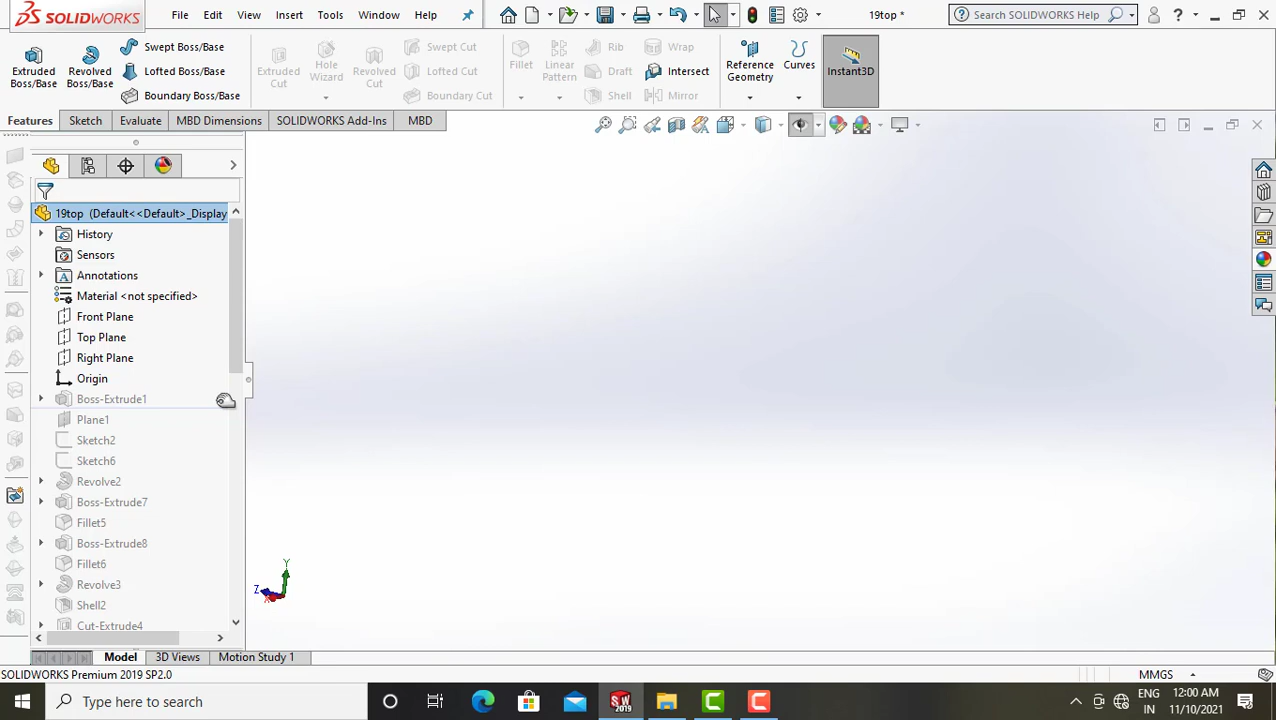 SOLIDWORKS
File
Edit
View
Insert
Tools
Window
Help
19top *
Search SOLIDWORKS Help
Extruded Boss/Base
Revolved Boss/Base
Swept Boss/Base
Lofted Boss/Base
Boundary Boss/Base
Extruded Cut
Hole Wizard
Revolved Cut
Swept Cut
Lofted Cut
Boundary Cut
Fillet
Linear Pattern
Rib
Draft
Shell
Wrap
Intersect
Mirror
Reference Geometry
Curves
Instant3D
Features
Sketch
Evaluate
MBD Dimensions
SOLIDWORKS Add-Ins
MBD
19top (Default<<Default>_Display
History
Sensors
Annotations
Material <not specified>
Front Plane
Top Plane
Right Plane
Origin
Boss-Extrude1
Plane1
Sketch2
Sketch6
Revolve2
Boss-Extrude7
Fillet5
Boss-Extrude8
Fillet6
Revolve3
Shell2
Cut-Extrude4
Y
Z
X
Model
3D Views
Motion Study 1
SOLIDWORKS Premium 2019 SP2.0
MMGS
Type here to search
SW
2019
ENG
IN
12:00 AM
11/10/2021